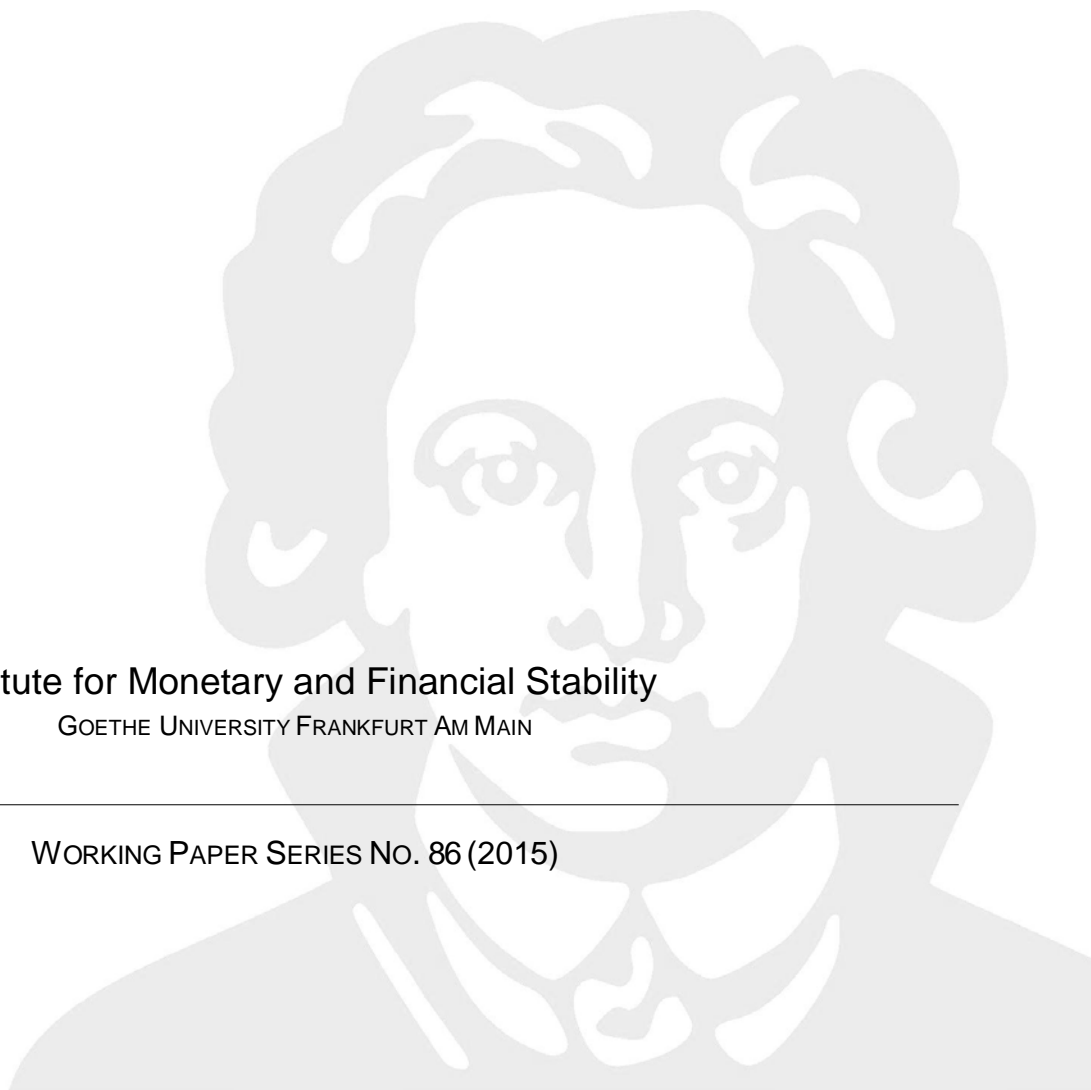 tute for Monetary and Financial Stability
GOETHE UNIVERSITY FRANKFURT AM MAIN
WORKING PAPER SERIES NO. 86 (2015)